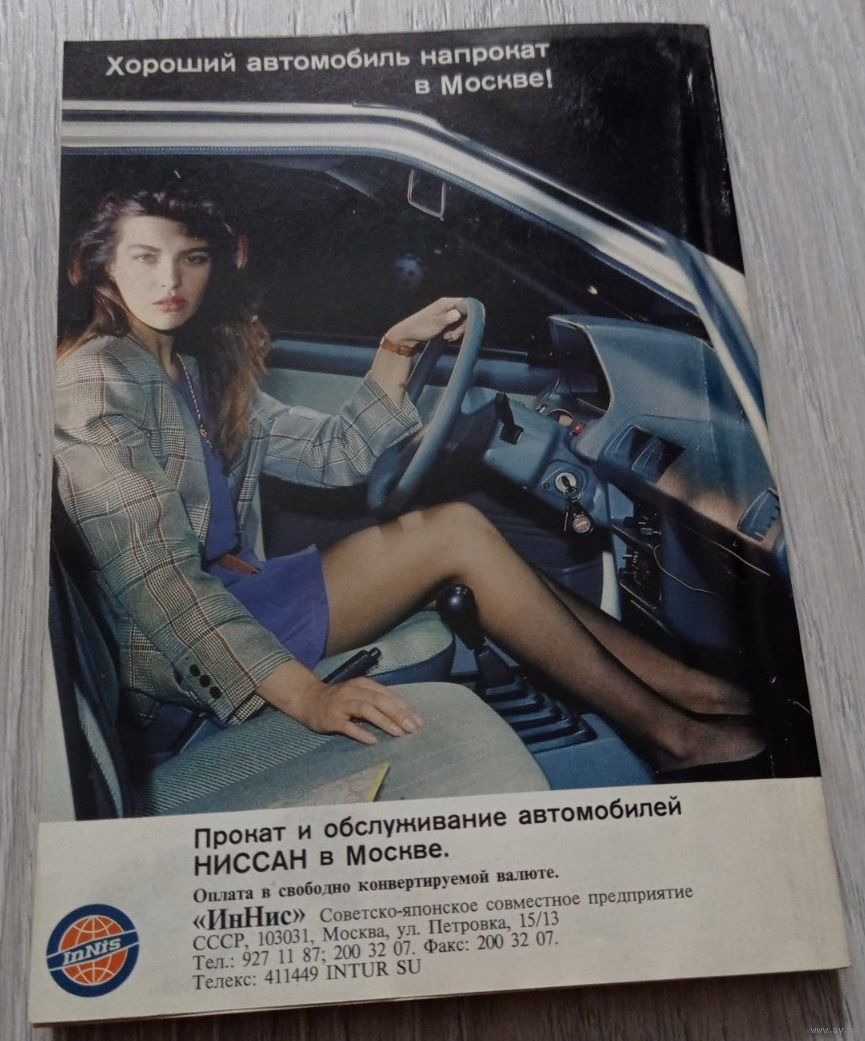 Хороший автомобиль напрокат
в Москве!
Прокат и обслуживание автомобилей
НИССАН в Москве.
Оплата в свободно конвертируемой валюте.
«ИнНис» Советско-японское совместное предприятие
СССР, 103031, Москва, ул. Петровка, 15/13
Тел.: 927 11 87; 200 32 07. Факс: 200 32 07.
Телекс: 411449 INTUR SU
InNis